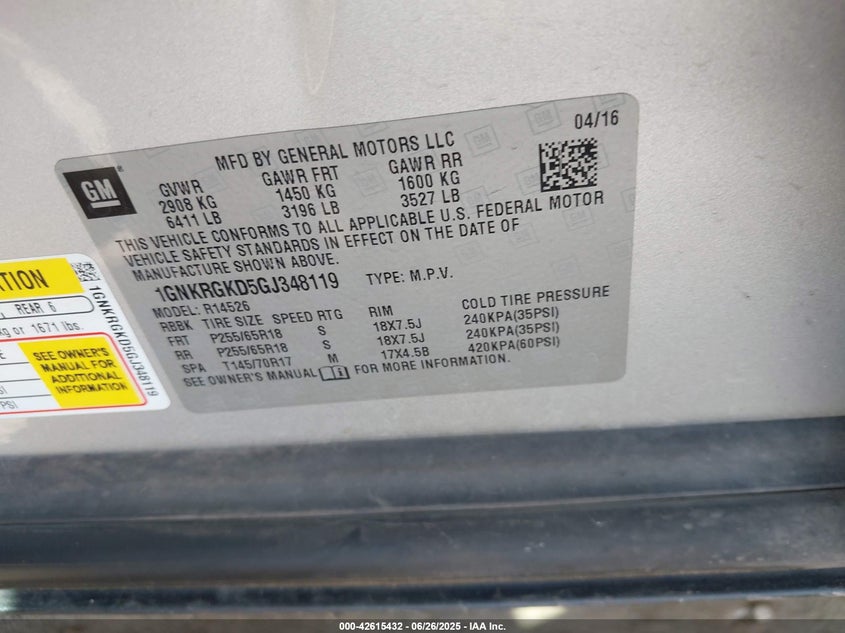 04/16
MFD BY GENERAL MOTORS LLC
GM
GVWR GAWR FRT GAWR RR
2908 KG 1450 KG 1600 KG
6411 LB 3196 LB 3527 LB
THIS VEHICLE CONFORMS TO ALL APPLICABLE U.S. FEDERAL MOTOR
VEHICLE SAFETY STANDARDS IN EFFECT ON THE DATE OF
MANUFACTURE SHOWN ABOVE.
1GNKRGKD5GJ348119 TYPE: M.P.V.
MODEL: R14526
RBBK TIRE SIZE SPEED RTG RIM COLD TIRE PRESSURE
FRT P255/65R18 S 18X7.5J 240KPA(35PSI)
RR P255/65R18 S 18X7.5J 240KPA(35PSI)
SPA T145/70R17 M 17X4.5B 420KPA(60PSI)
SEE OWNER'S MANUAL FOR MORE INFORMATION.
ATION
REAR 6
kg or 1671 lbs.
SEE OWNER'S
MANUAL FOR
ADDITIONAL
INFORMATION
PSI
1GNKRGKD5GJ348119
000-42615432 - 06/26/2025 - IAA Inc.